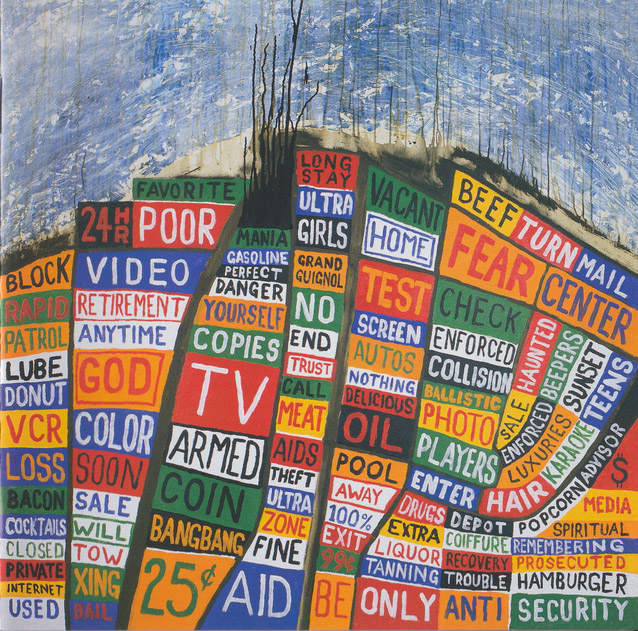 FAVORITE
24HR
POOR
BLOCK
VIDEO
RAPID
RETIREMENT
PATROL
ANYTIME
LUBE
GOD
DONUT
VCR
COLOR
LOSS
SOON
BACON
SALE
COCKTAILS
WILL
CLOSED
TOW
PRIVATE
XING
INTERNET
USED
BAIL
MANIA
GASOLINE
PERFECT
DANGER
YOURSELF
COPIES
TV
ARMED
COIN
BANGBANG
25¢
LONG
STAY
ULTRA
GIRLS
GRAND
GUIGNOL
NO
END
TRUST
CALL
MEAT
AIDS
THEFT
ULTRA
ZONE
FINE
AID
VACANT
HOME
TEST
SCREEN
AUTOS
NOTHING
DELICIOUS
OIL
POOL
AWAY
100%
EXIT
99¢
BE
BEEF
TURN
MAIL
FEAR
CENTER
CHECK
ENFORCED
COLLISION
BALLISTIC
PHOTO
PLAYERS
ENTER
HAUNTED
SALE
BEEPERS
ENFORCED
SUNSET
LUXURIES
TEENS
KARAOKE
HAIR
ADVISOR
POPCORN
$
DRUGS
DEPOT
MEDIA
EXTRA
COIFFURE
SPIRITUAL
LIQUOR
RECOVERY
REMEMBERING
TANNING
TROUBLE
PROSECUTED
HAMBURGER
ONLY
ANTI
SECURITY